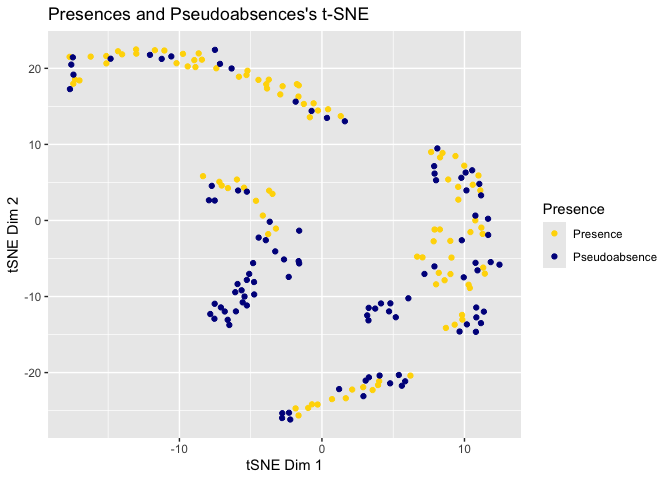 Presences and Pseudoabsences's t-SNE
20
10
0
-10
-20
tSNE Dim 2
-10
0
10
tSNE Dim 1
Presence
Presence
Pseudoabsence